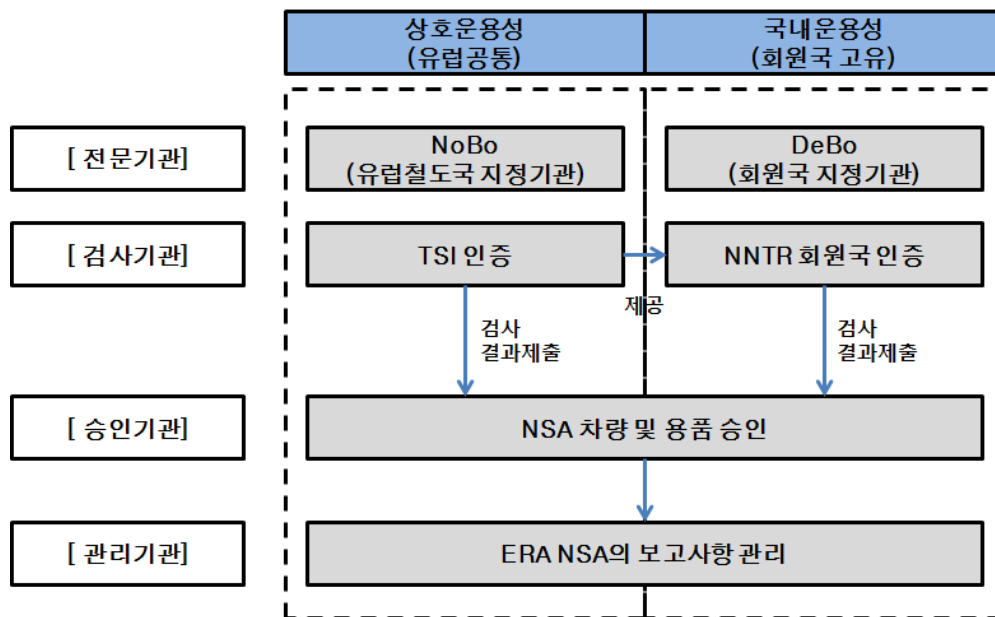 상호운용성
(유럽공통)
국내운용성
(회원국 고유)
[ 전문기관]
NoBo
(유럽철도국 지정기관)
DeBo
(회원국 지정기관)
[ 검사기관]
TSI 인증
NNTR 회원국 인증
제공
검사
결과제출
검사
결과제출
[ 승인기관]
NSA 차량 및 용품 승인
[ 관리기관]
ERA NSA의 보고사항 관리